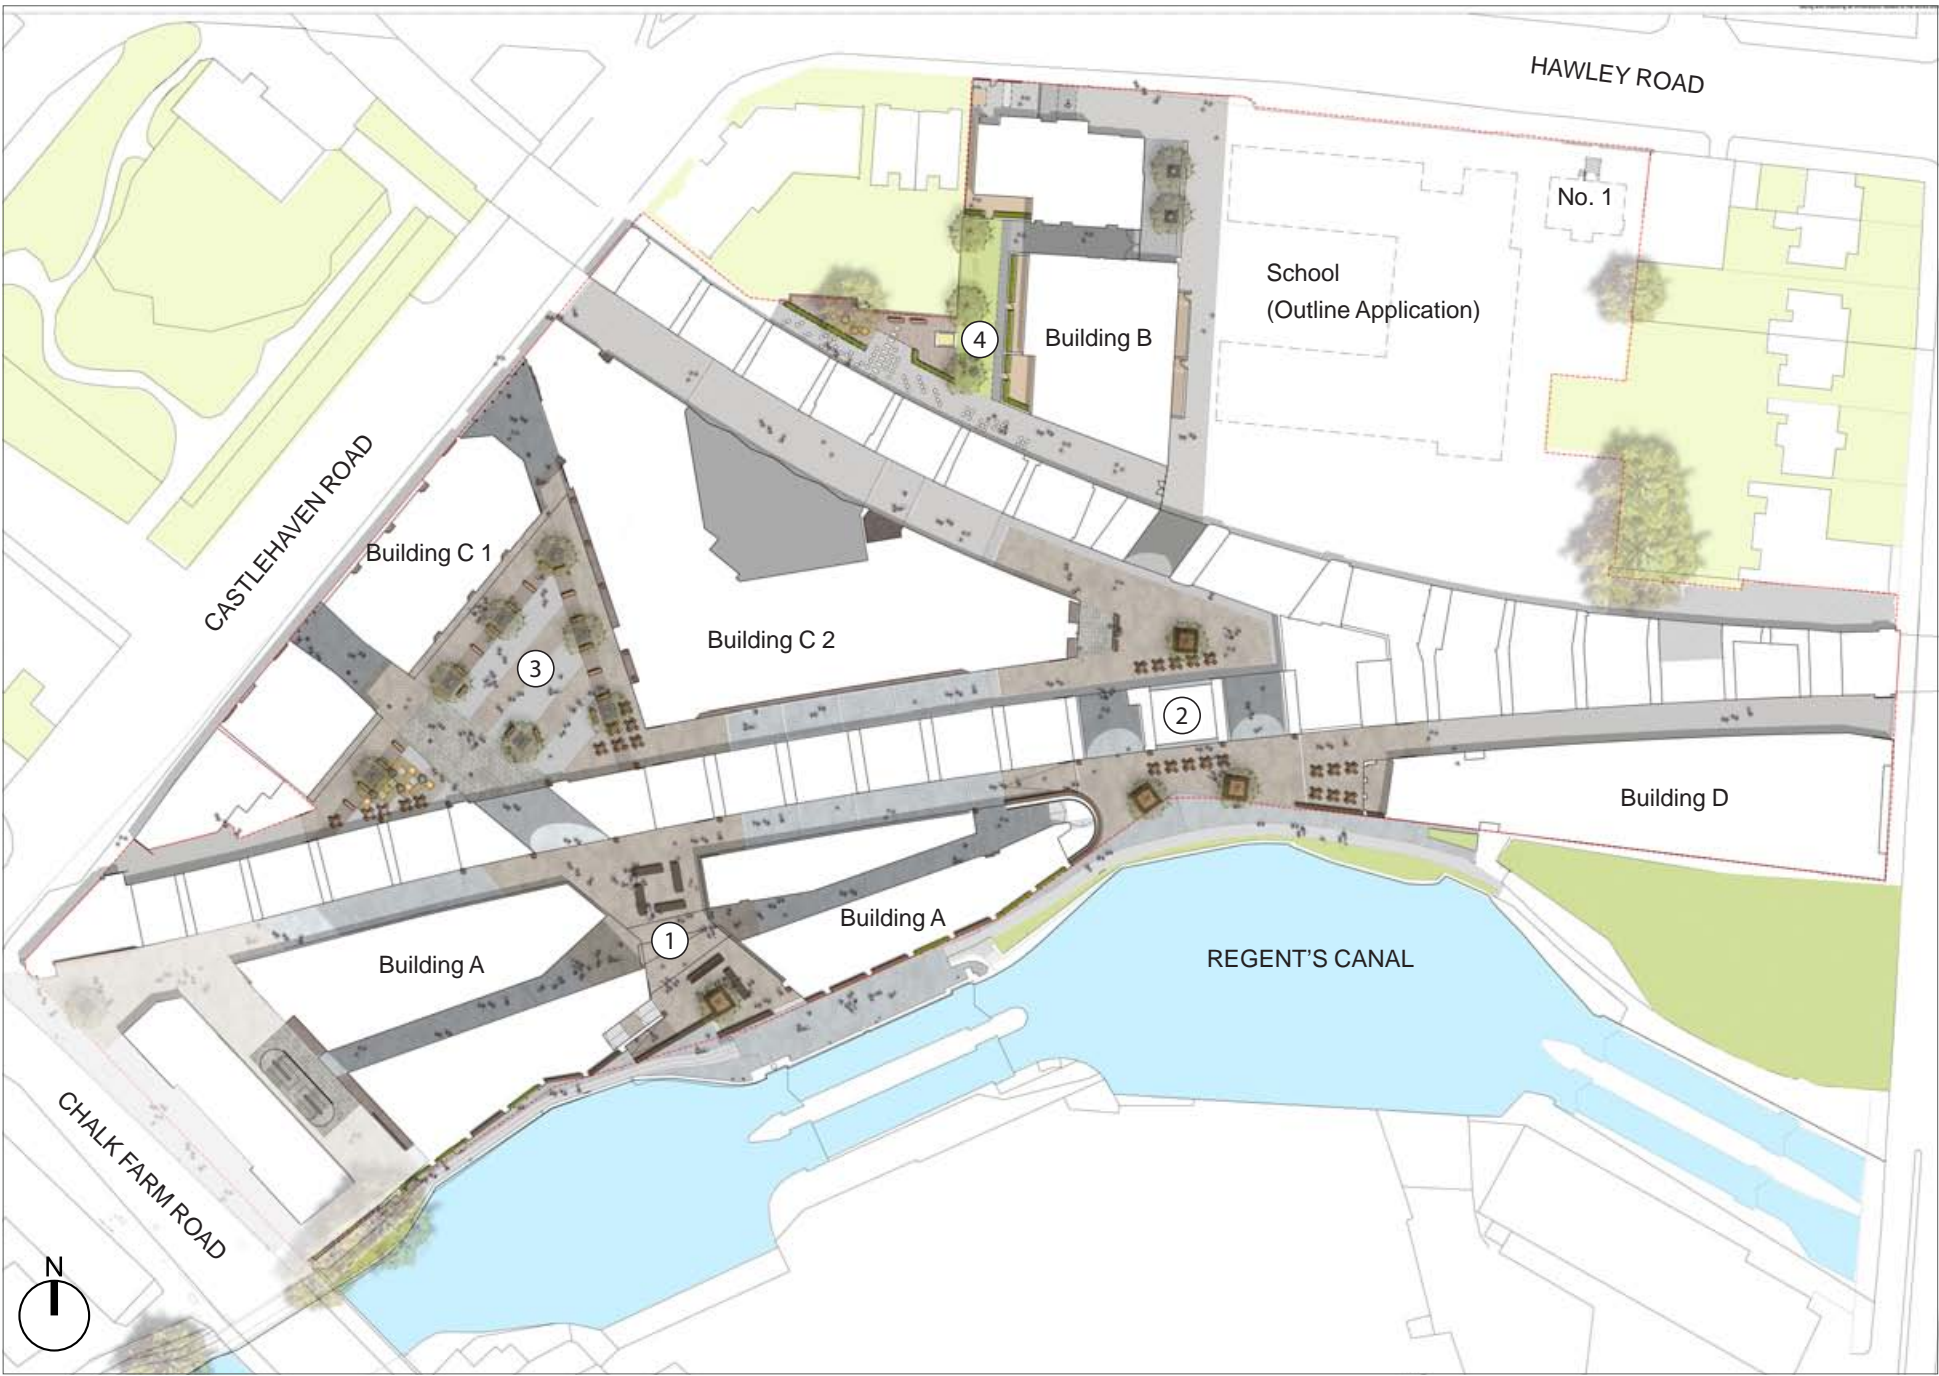 HAWLEY ROAD
No. 1
School
(Outline Application)
4
Building B
CASTLEHAVEN ROAD
Building C 1
Building C 2
3
2
Building D
Building A
1
Building A
REGENT'S CANAL
CHALK FARM ROAD
N